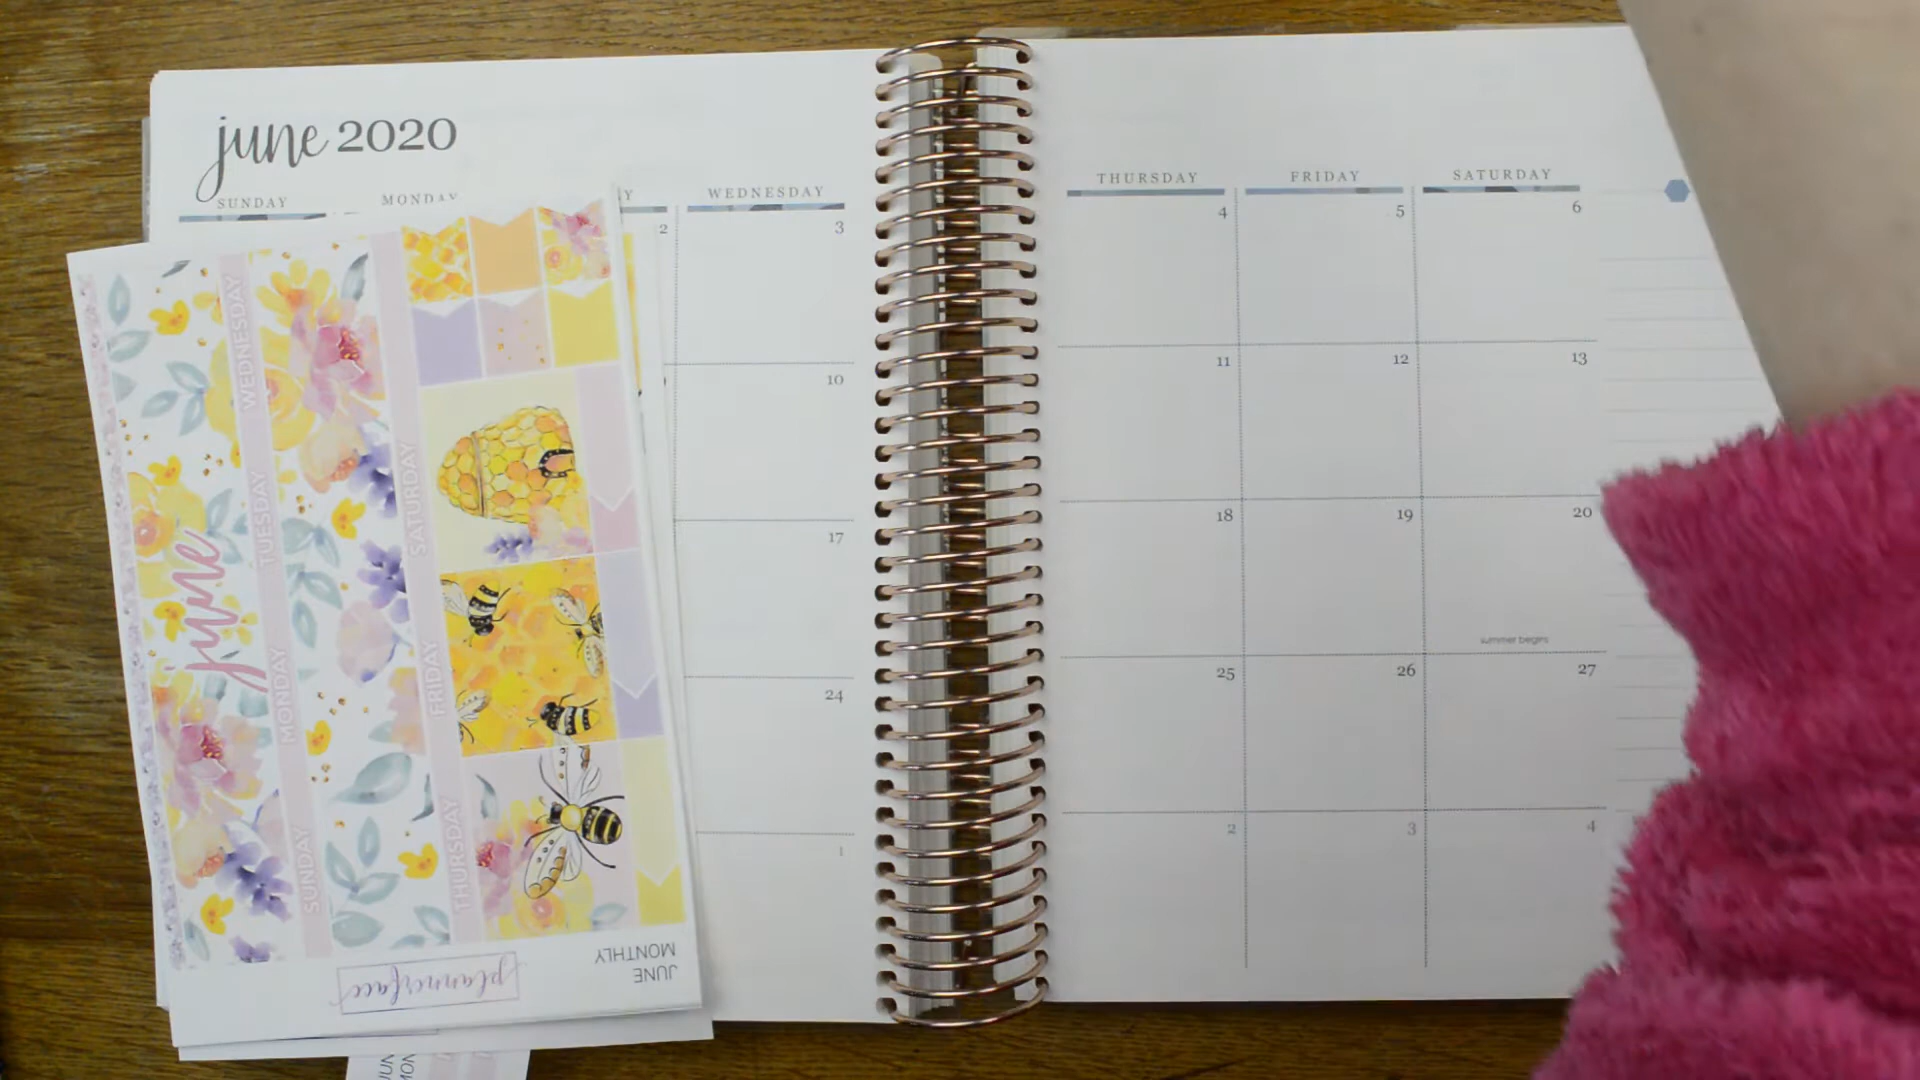 june 2020
SUNDAY
MONDAY
WEDNESDAY
2
3
10
17
24
1
THURSDAY
FRIDAY
SATURDAY
4
5
6
11
12
13
18
19
20
summer begins
25
26
27
2
3
4
june
WEDNESDAY
TUESDAY
MONDAY
SUNDAY
SATURDAY
FRIDAY
THURSDAY
JUNE
MONTHLY
plannerface